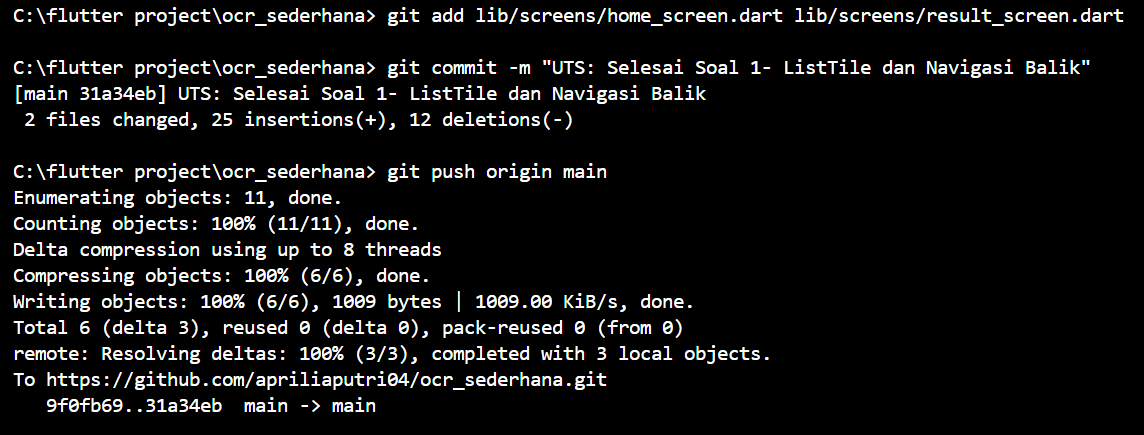 C:\flutter project\ocr_sederhana> git add lib/screens/home_screen.dart lib/screens/result_screen.dart
C:\flutter project\ocr_sederhana> git commit -m "UTS: Selesai Soal 1- ListTile dan Navigasi Balik"
[main 31a34eb] UTS: Selesai Soal 1- ListTile dan Navigasi Balik
 2 files changed, 25 insertions(+), 12 deletions(-)
C:\flutter project\ocr_sederhana> git push origin main
Enumerating objects: 11, done.
Counting objects: 100% (11/11), done.
Delta compression using up to 8 threads
Compressing objects: 100% (6/6), done.
Writing objects: 100% (6/6), 1009 bytes | 1009.00 KiB/s, done.
Total 6 (delta 3), reused 0 (delta 0), pack-reused 0 (from 0)
remote: Resolving deltas: 100% (3/3), completed with 3 local objects.
To https://github.com/apriliaputri04/ocr_sederhana.git
   9f0fb69..31a34eb  main -> main